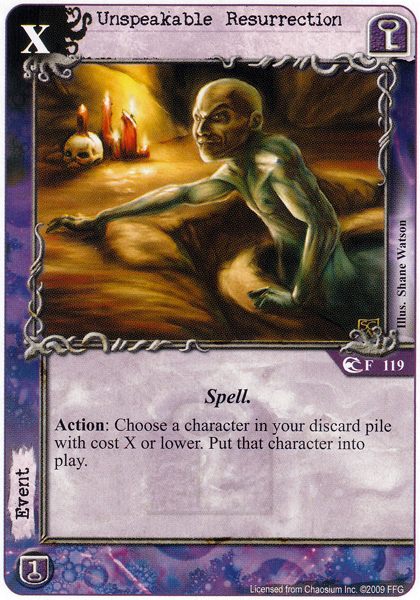 X
Unspeakable Resurrection
Illus. Shane Watson
F 119
Spell.
Action: Choose a character in your discard pile
with cost X or lower. Put that character into
play.
Event
Licensed from Chaosium Inc. ©2009 FFG